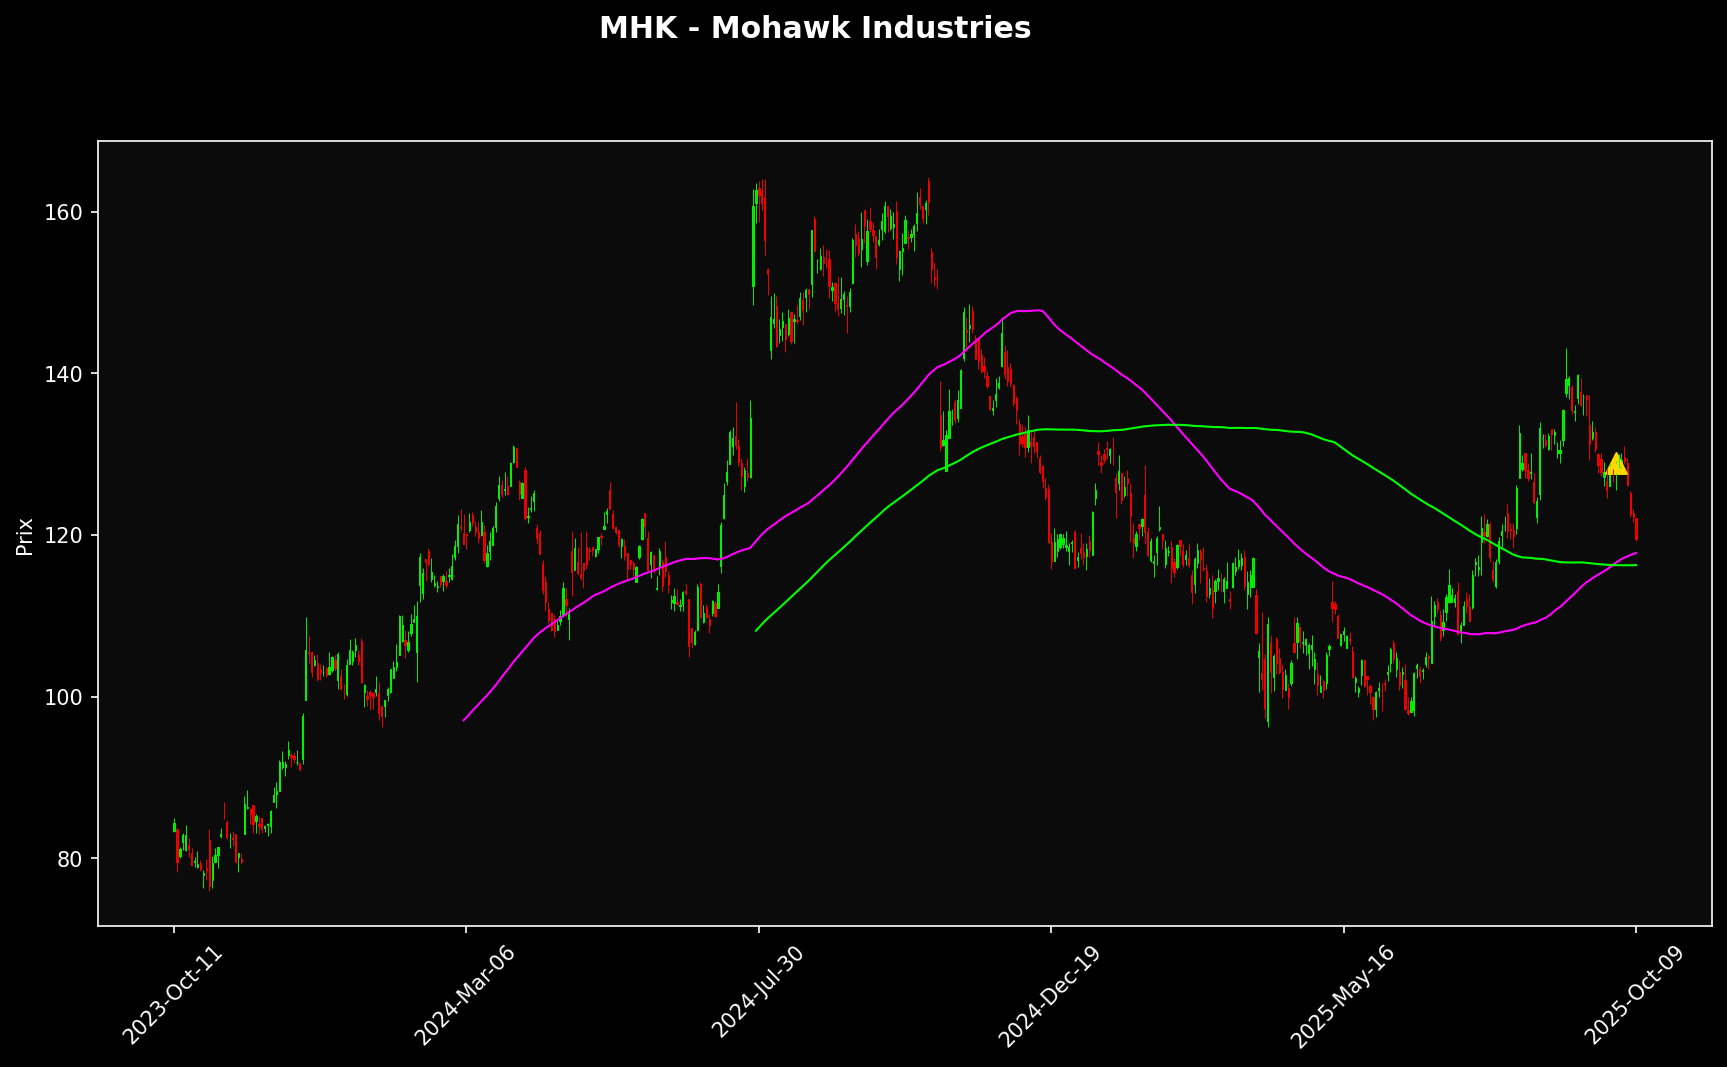 MHK - Mohawk Industries
Prix
160
140
120
100
80
2023-Oct-11
2024-Mar-06
2024-Jul-30
2024-Dec-19
2025-May-16
2025-Oct-09